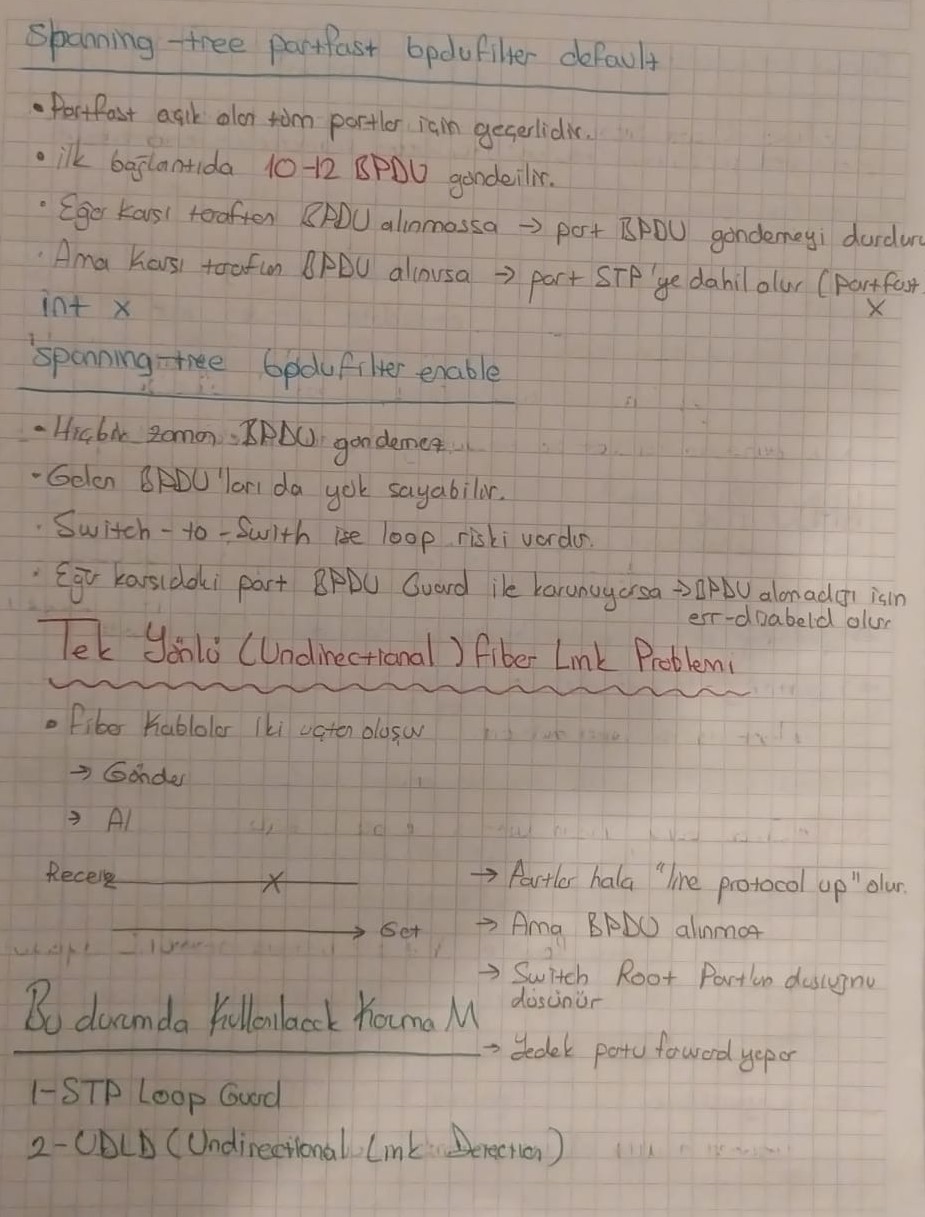 Spanning-tree portfast bpdufilter default
• Portfast açık olan tüm portlar için geçerlidir.
• ilk bağlantıda 10-12 BPDU gönderilir.
• Eğer karşı taraftan BPDU alınmassa → port BPDU göndermeyi durduru
• Ama Karşı taraftan BPDU alınırsa → port STP'ye dahil olur (Portfast
int x
X
spanning-tree bpdufilter enable
- Hiçbir zaman BPDU göndermez.
- Gelen BPDU'ları da yok sayabilir.
• Switch-to-Swith ise loop riski vardır.
• Eğer karşıdaki port BPDU Guard ile korunuyorsa → BPDU alamadığı için
err-disabeld olur
Tek Yönlü (Undirectional) fiber Link Problemi
• Fiber Kablolar iki uçtan oluşur
→ Gönder
→ Al
Receie X → Portlar hala "line protocol up" olur.
→ Set → Ama BPDU alınmaz
→ Switch Root Portun düştüğünü
düşünür
Bu durumda Kullanılacak Koruma M
→ Yedek portu forward yapar
1-STP Loop Guard
2-UDLD (Undirectional Link Derection)